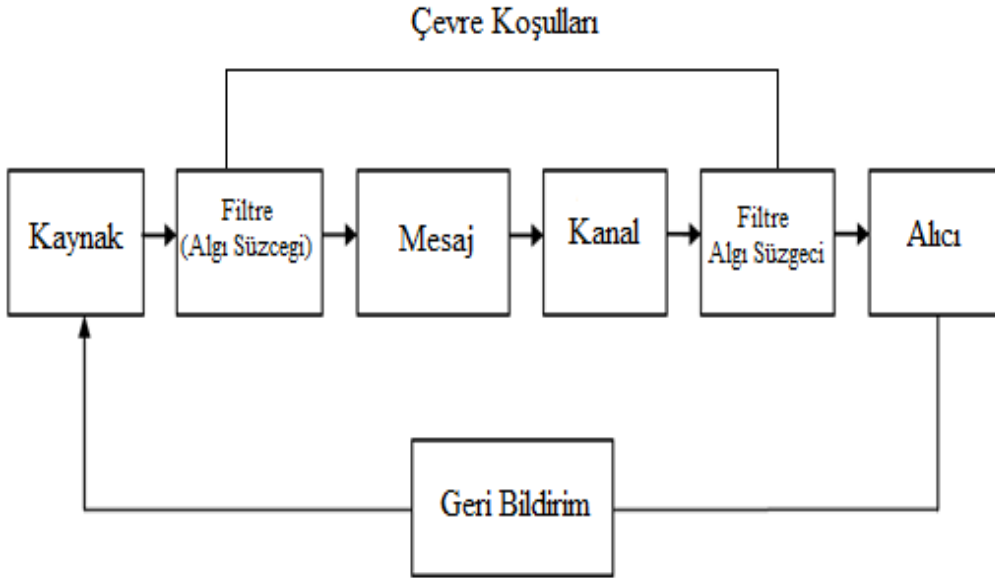 Çevre Koşulları
Kaynak
Filtre
(Algı Süzcegi)
Mesaj
Kanal
Filtre
Algı Süzgeci
Alıcı
Geri Bildirim